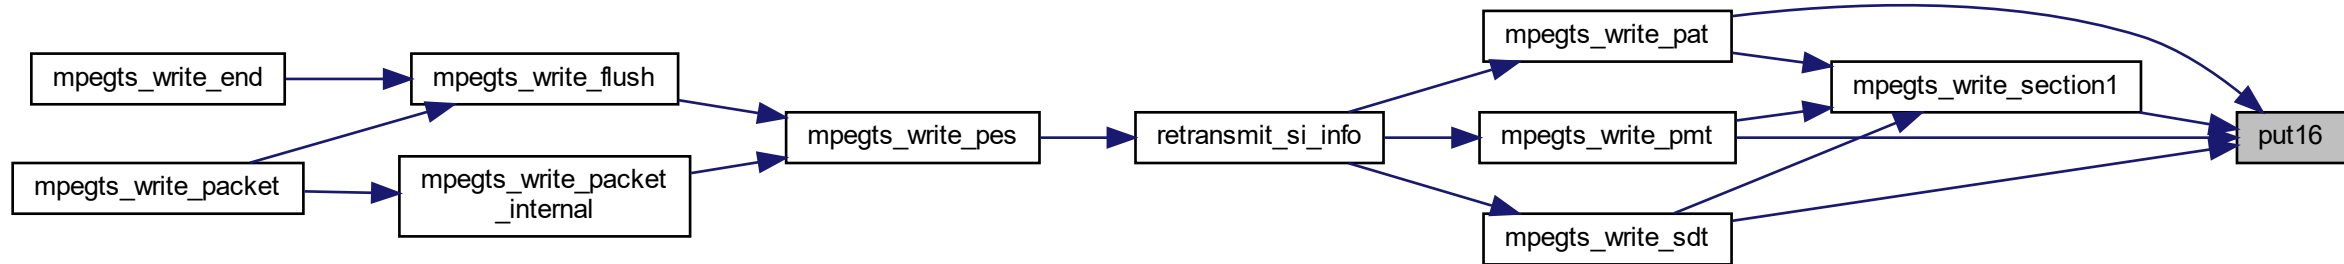 mpegts_write_end
mpegts_write_flush
mpegts_write_packet
mpegts_write_packet
_internal
mpegts_write_pes
retransmit_si_info
mpegts_write_pat
mpegts_write_pmt
mpegts_write_sdt
mpegts_write_section1
put16